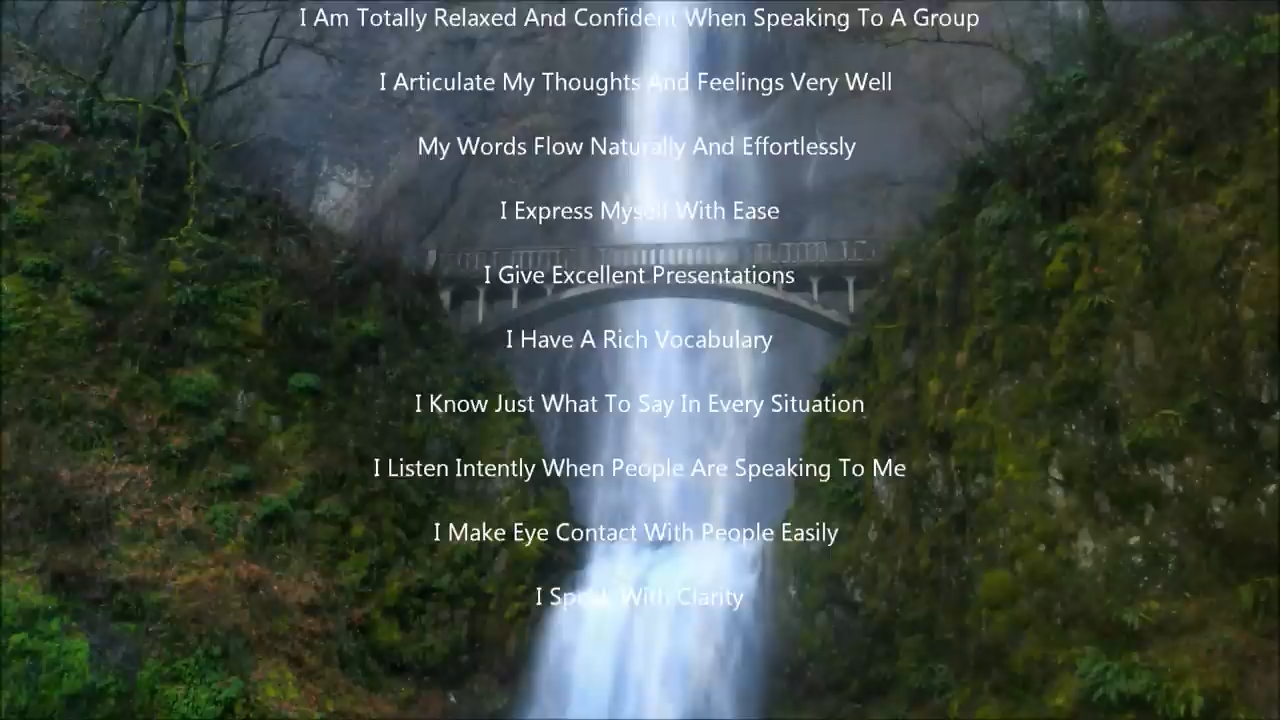 I Am Totally Relaxed And Confident When Speaking To A Group
I Articulate My Thoughts And Feelings Very Well
My Words Flow Naturally And Effortlessly
I Express Myself With Ease
I Give Excellent Presentations
I Have A Rich Vocabulary
I Know Just What To Say In Every Situation
I Listen Intently When People Are Speaking To Me
I Make Eye Contact With People Easily
I Speak With Clarity